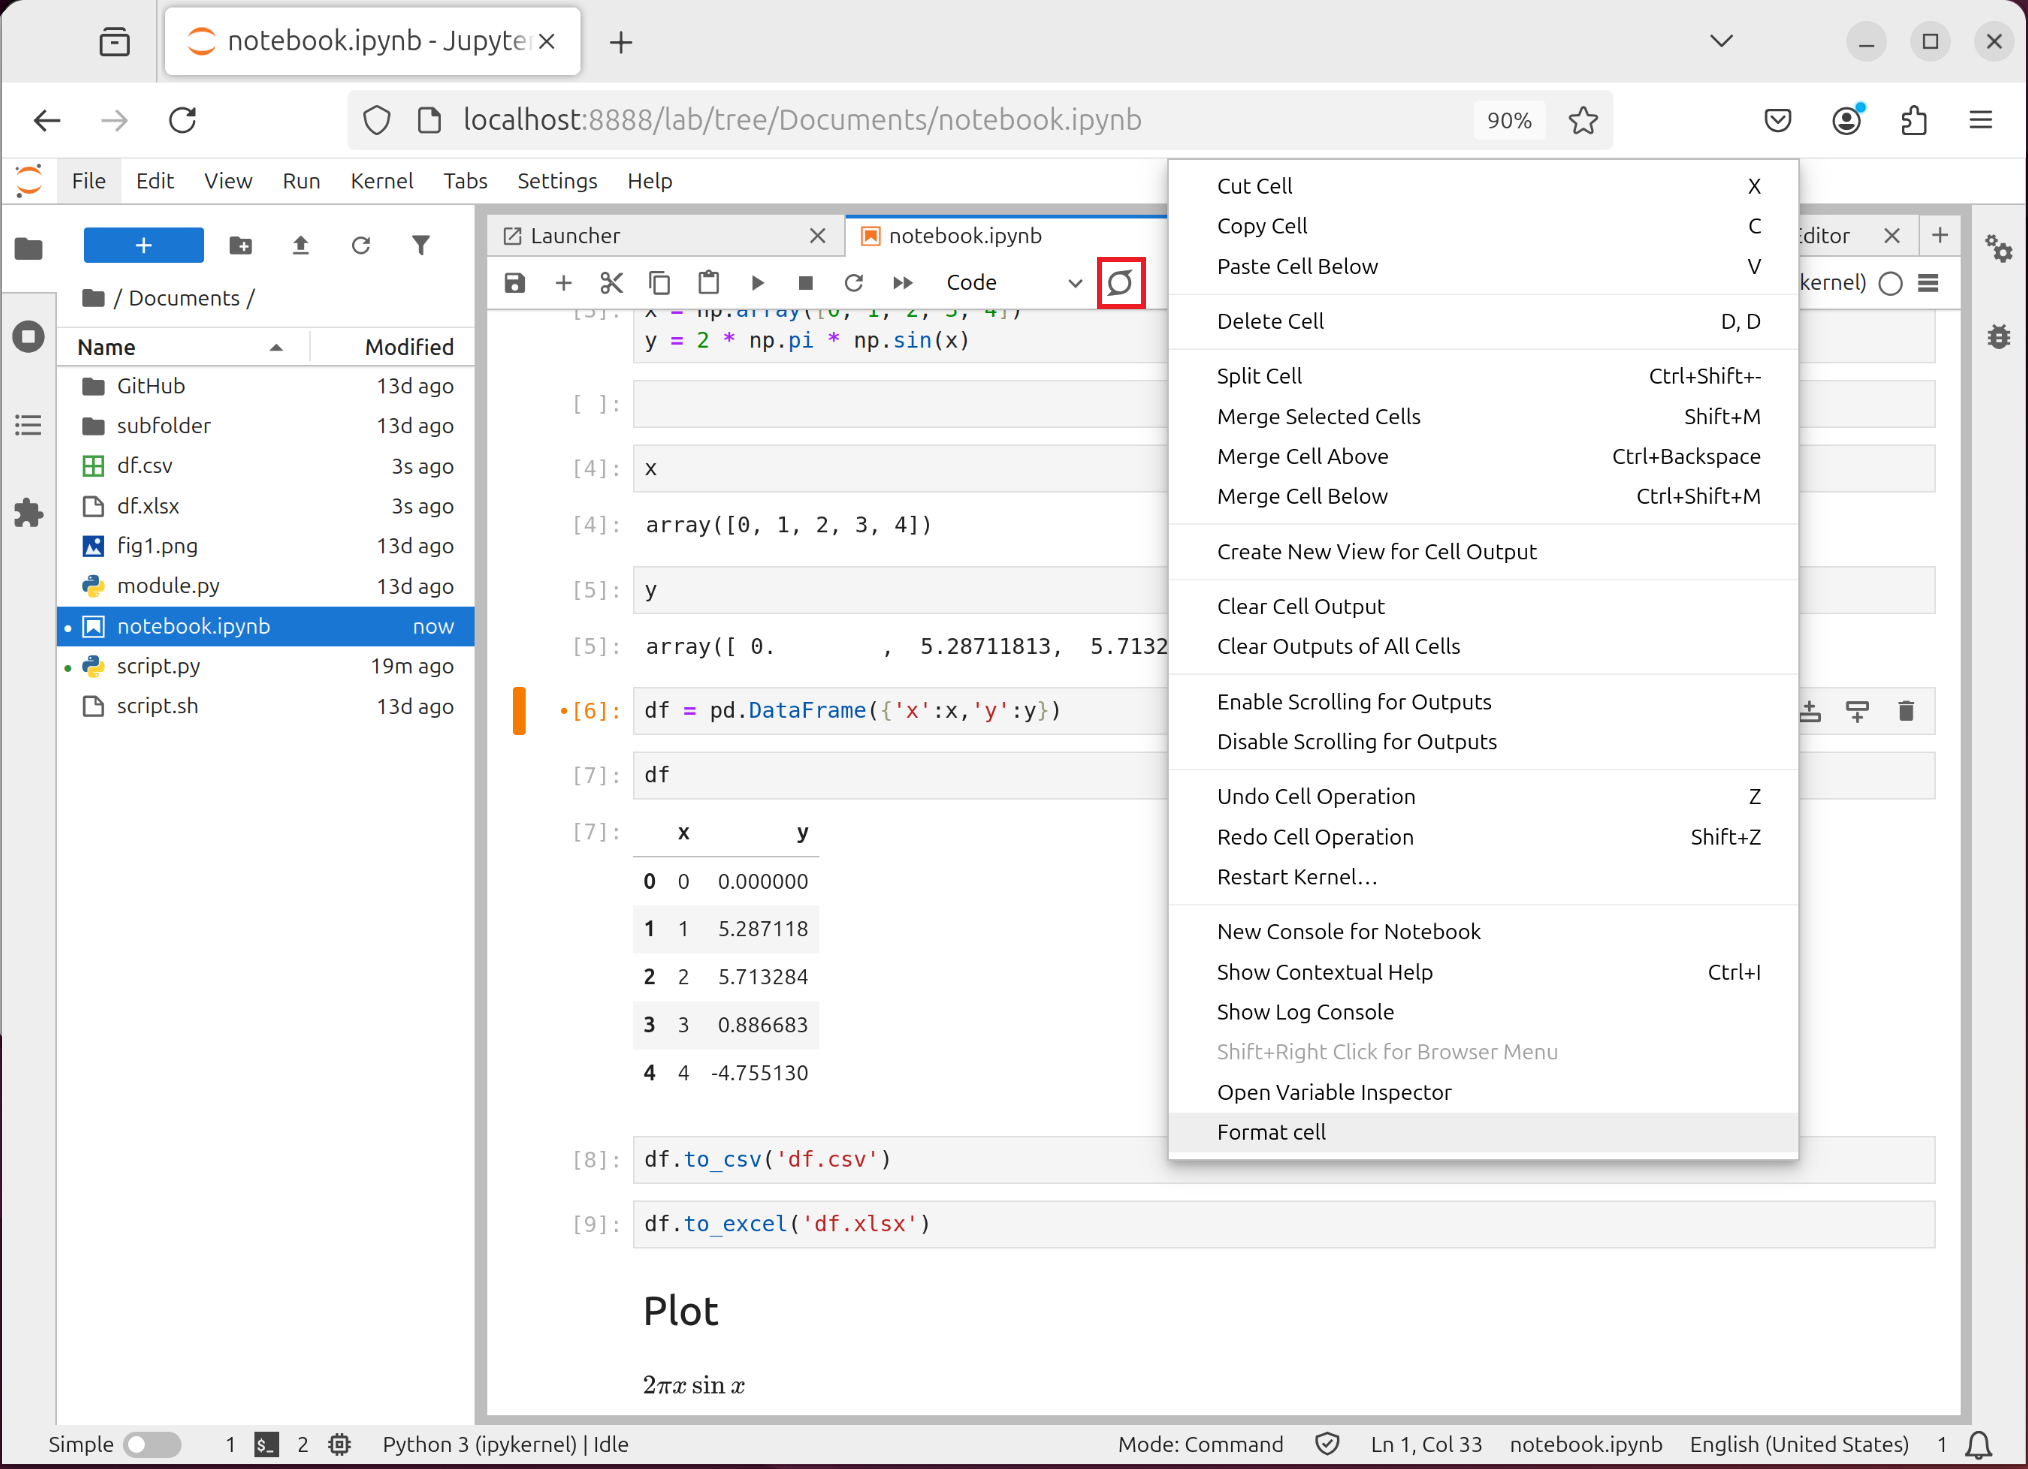 notebook.ipynb - Jupyte
localhost:8888/lab/tree/Documents/notebook.ipynb
90%
File Edit View Run Kernel Tabs Settings Help
Launcher
notebook.ipynb
Editor
Code
kernel)
/ Documents /
Name Modified
GitHub 13d ago
subfolder 13d ago
df.csv 3s ago
df.xlsx 3s ago
fig1.png 13d ago
module.py 13d ago
notebook.ipynb now
script.py 19m ago
script.sh 13d ago
[3]: x = np.array([0, 1, 2, 3, 4])
y = 2 * np.pi * np.sin(x)
[ ]:
[4]: x
[4]: array([0, 1, 2, 3, 4])
[5]: y
[5]: array([ 0. , 5.28711813, 5.7132
[6]: df = pd.DataFrame({'x':x,'y':y})
[7]: df
[7]: x y
0 0 0.000000
1 1 5.287118
2 2 5.713284
3 3 0.886683
4 4 -4.755130
[8]: df.to_csv('df.csv')
[9]: df.to_excel('df.xlsx')
Plot
2πx sin x
Cut Cell X
Copy Cell C
Paste Cell Below V
Delete Cell D, D
Split Cell Ctrl+Shift+-
Merge Selected Cells Shift+M
Merge Cell Above Ctrl+Backspace
Merge Cell Below Ctrl+Shift+M
Create New View for Cell Output
Clear Cell Output
Clear Outputs of All Cells
Enable Scrolling for Outputs
Disable Scrolling for Outputs
Undo Cell Operation Z
Redo Cell Operation Shift+Z
Restart Kernel…
New Console for Notebook
Show Contextual Help Ctrl+I
Show Log Console
Shift+Right Click for Browser Menu
Open Variable Inspector
Format cell
Simple 1 $_ 2 Python 3 (ipykernel) | Idle Mode: Command Ln 1, Col 33 notebook.ipynb English (United States) 1